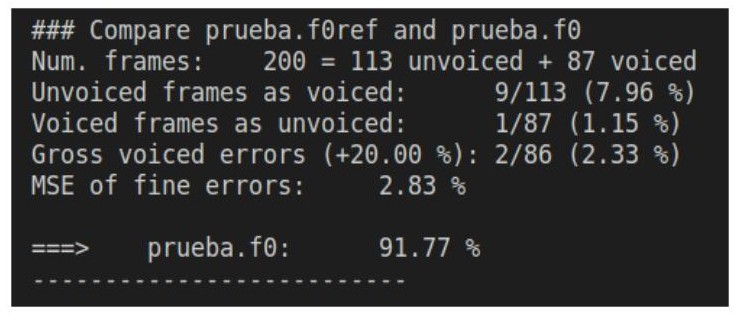 ### Compare prueba.f0ref and prueba.f0
Num. frames:    200 = 113 unvoiced + 87 voiced
Unvoiced frames as voiced:      9/113 (7.96 %)
Voiced frames as unvoiced:      1/87 (1.15 %)
Gross voiced errors (+20.00 %): 2/86 (2.33 %)
MSE of fine errors:     2.83 %

===>    prueba.f0:      91.77 %
---------------------------